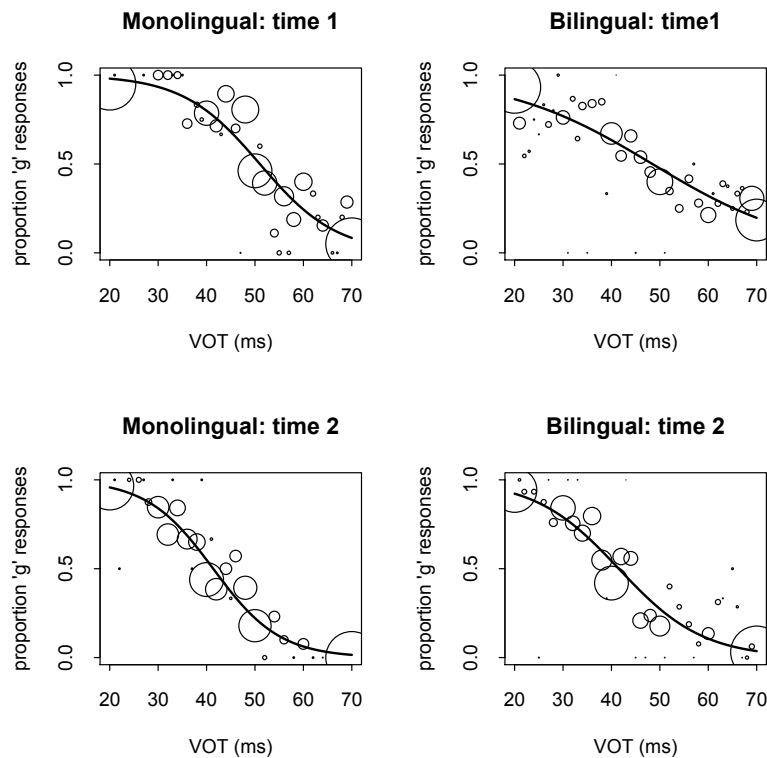 Monolingual: time 1
proportion 'g' responses
1.0
0.5
0.0
20 30 40 50 60 70
VOT (ms)
Bilingual: time1
proportion 'g' responses
1.0
0.5
0.0
20 30 40 50 60 70
VOT (ms)
Monolingual: time 2
proportion 'g' responses
1.0
0.5
0.0
20 30 40 50 60 70
VOT (ms)
Bilingual: time 2
proportion 'g' responses
1.0
0.5
0.0
20 30 40 50 60 70
VOT (ms)